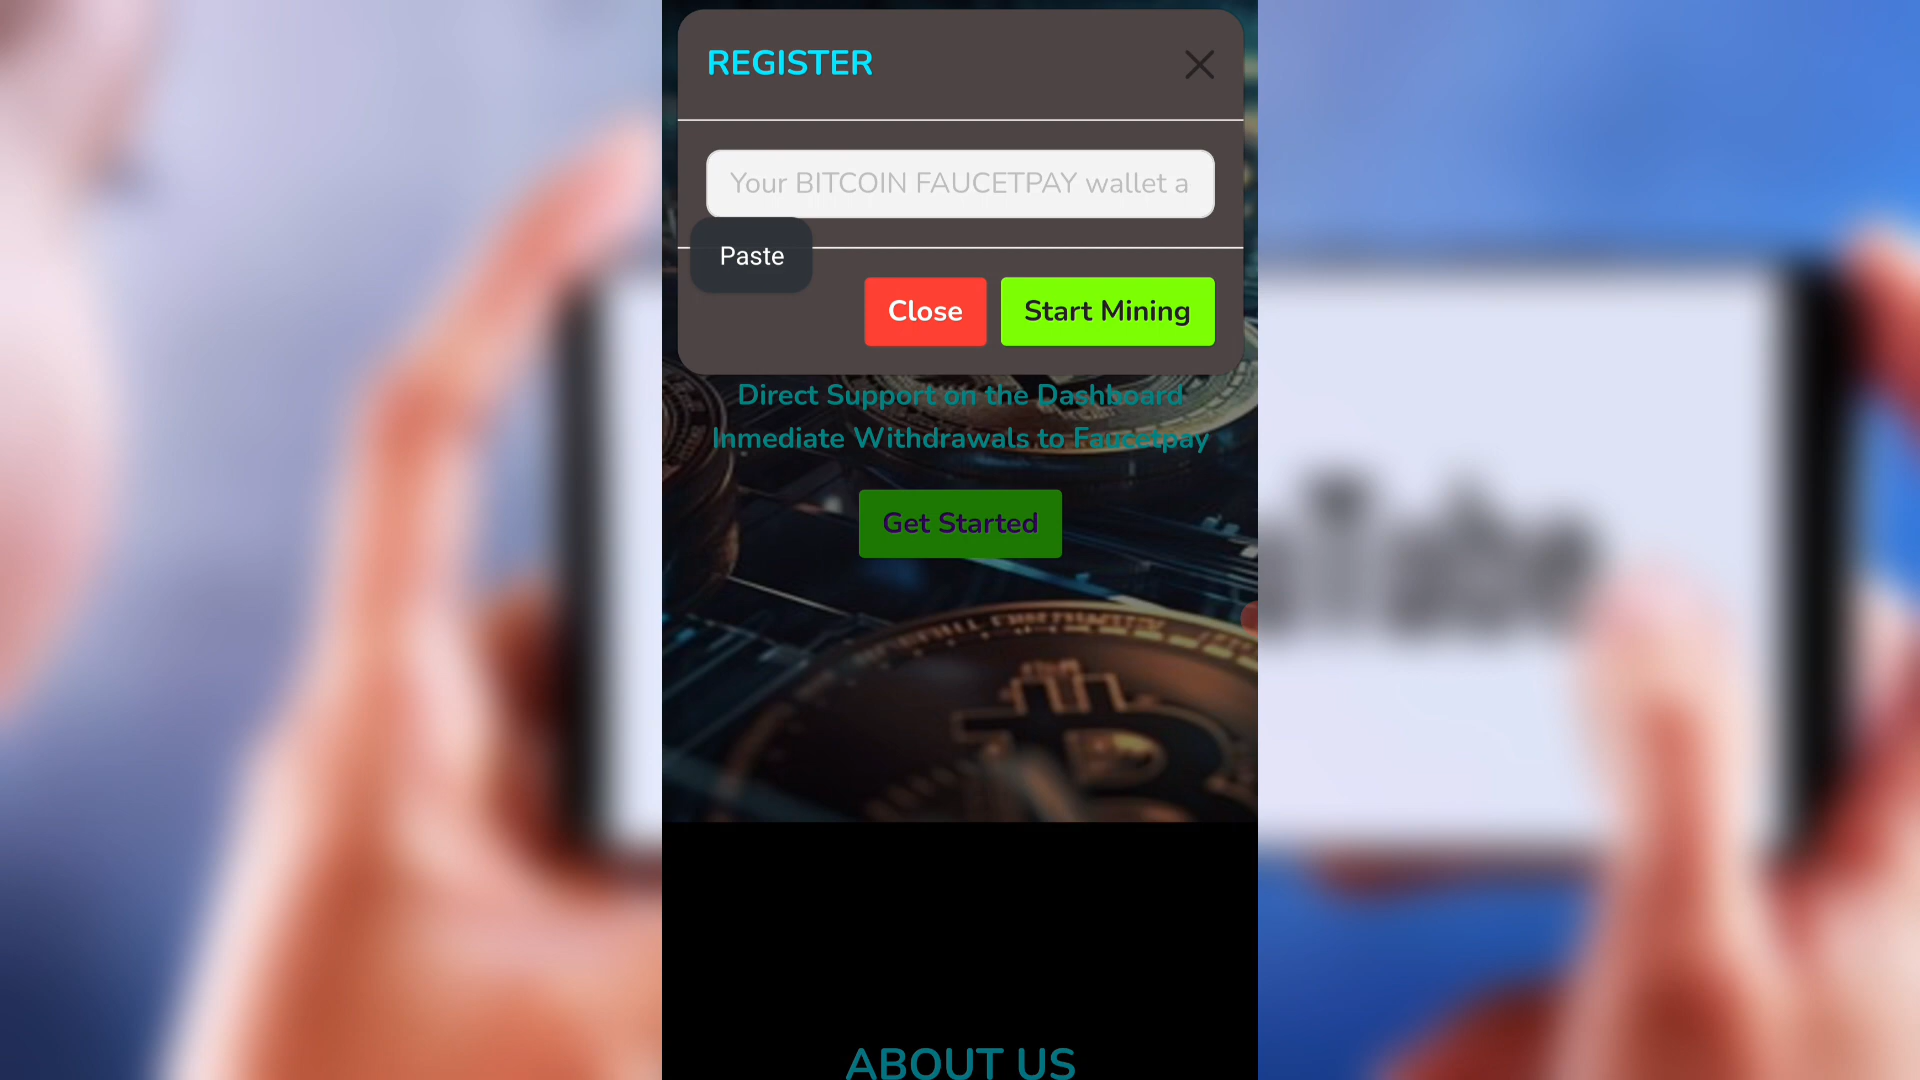 REGISTER
Your BITCOIN FAUCETPAY wallet a
Paste
Close
Start Mining
Direct Support on the Dashboard
Inmediate Withdrawals to Faucetpay
Get Started
ABOUT US